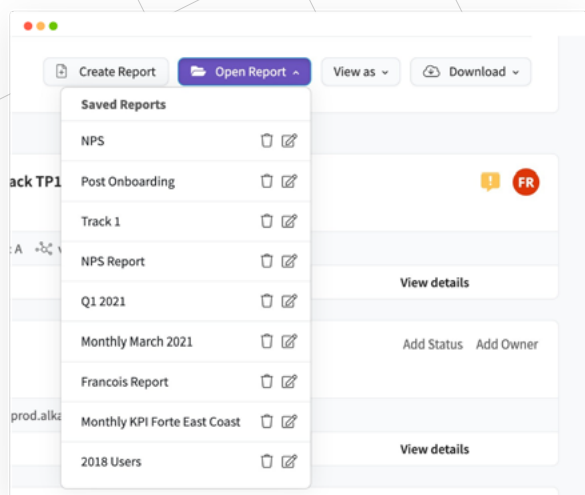 Create Report Open Report View as Download
Saved Reports
NPS
Post Onboarding
ack TP1
FR
Track 1
: A
NPS Report
View details
Q1 2021
Monthly March 2021
Add Status Add Owner
Francois Report
prod.alka
Monthly KPI Forte East Coast
View details
2018 Users